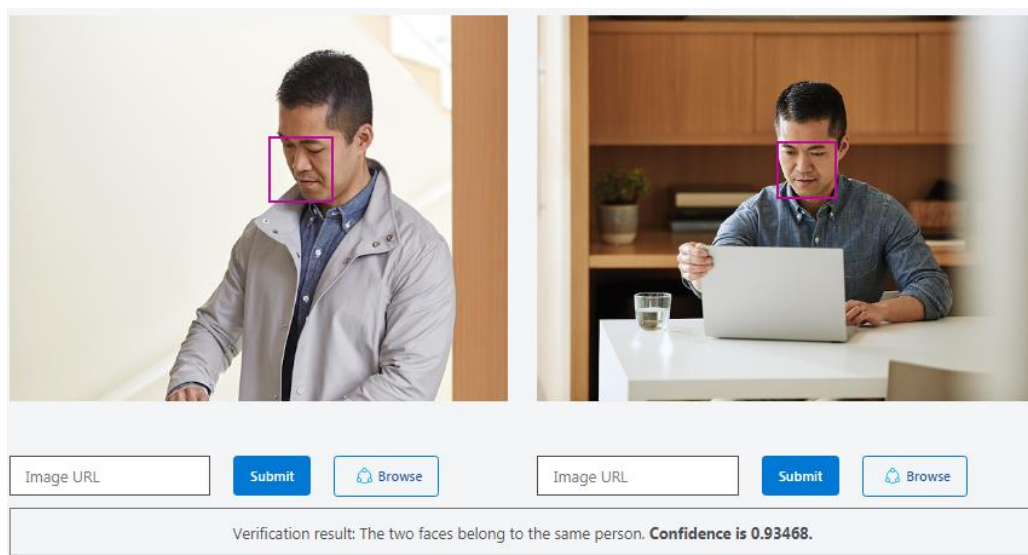 Image URL Submit Browse Image URL Submit Browse
Verification result: The two faces belong to the same person. Confidence is 0.93468.